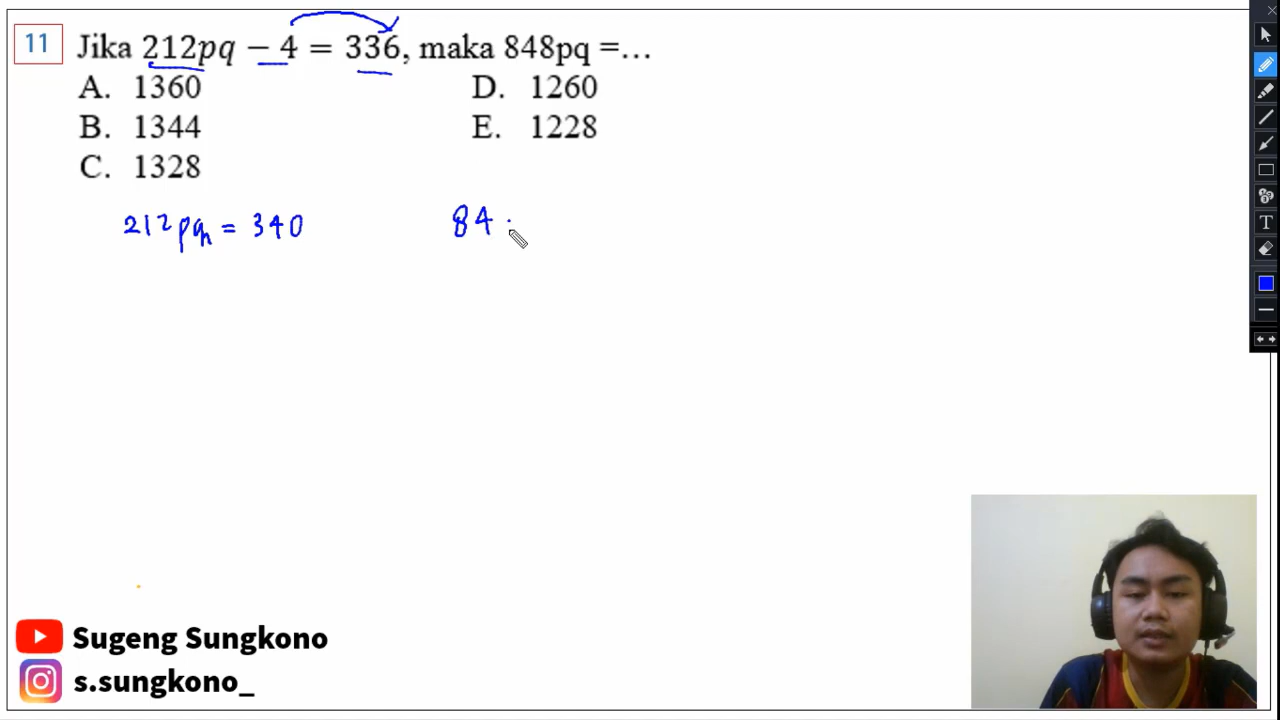 11 Jika 212pq − 4 = 336, maka 848pq =...
A. 1360 D. 1260
B. 1344 E. 1228
C. 1328
212pq = 340 84
T
Sugeng Sungkono
s.sungkono_